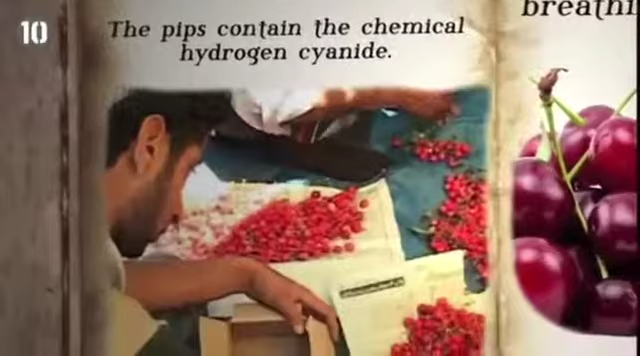 10
The pips contain the chemical
hydrogen cyanide.